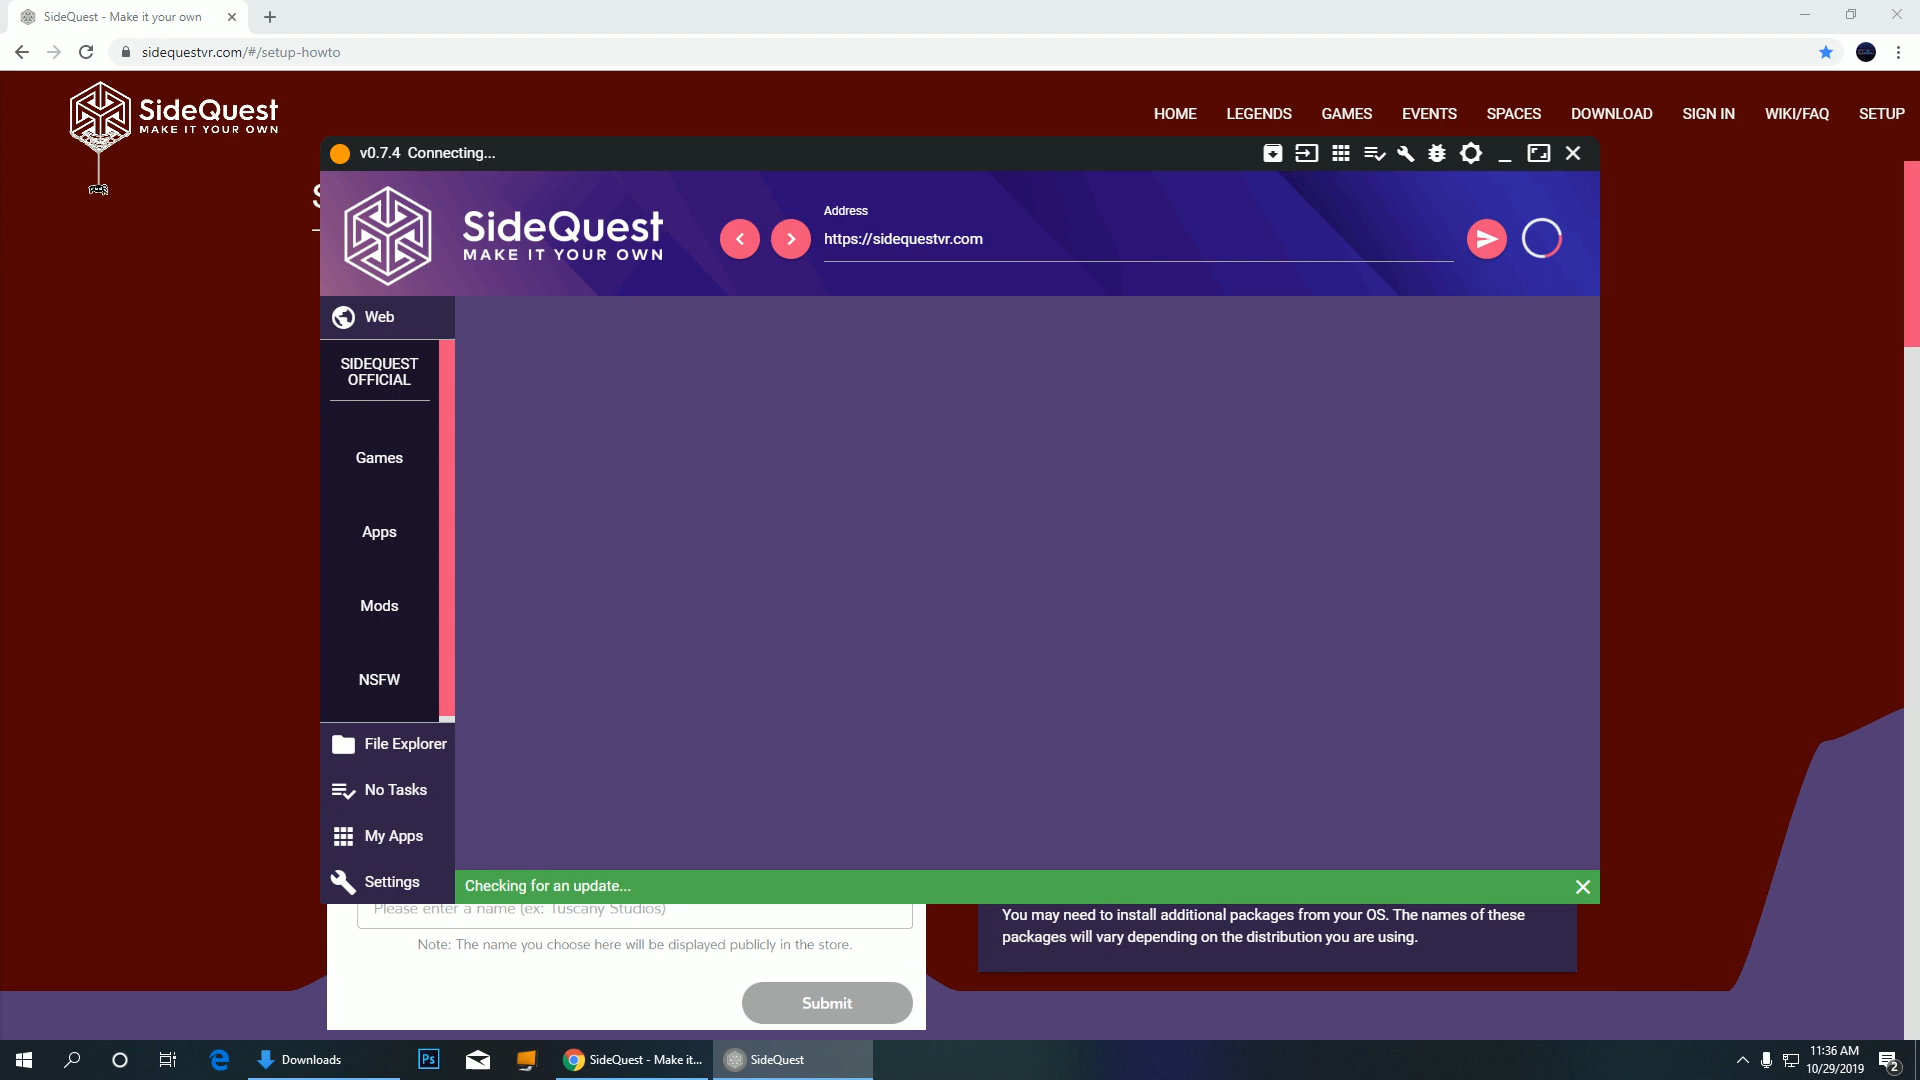 SideQuest - Make it your own
sidequestvr.com/#/setup-howto
SideQuest
MAKE IT YOUR OWN
HOME
LEGENDS
GAMES
EVENTS
SPACES
DOWNLOAD
SIGN IN
WIKI/FAQ
SETUP
v0.7.4 Connecting...
SideQuest
MAKE IT YOUR OWN
Address
https://sidequestvr.com
Web
SIDEQUEST
OFFICIAL
Games
Apps
Mods
NSFW
File Explorer
No Tasks
My Apps
Settings
Checking for an update...
Please enter a name (ex: Tuscany Studios)
Note: The name you choose here will be displayed publicly in the store.
Submit
You may need to install additional packages from your OS. The names of these
packages will vary depending on the distribution you are using.
Downloads
Ps
SideQuest - Make it...
SideQuest
11:36 AM
10/29/2019
2